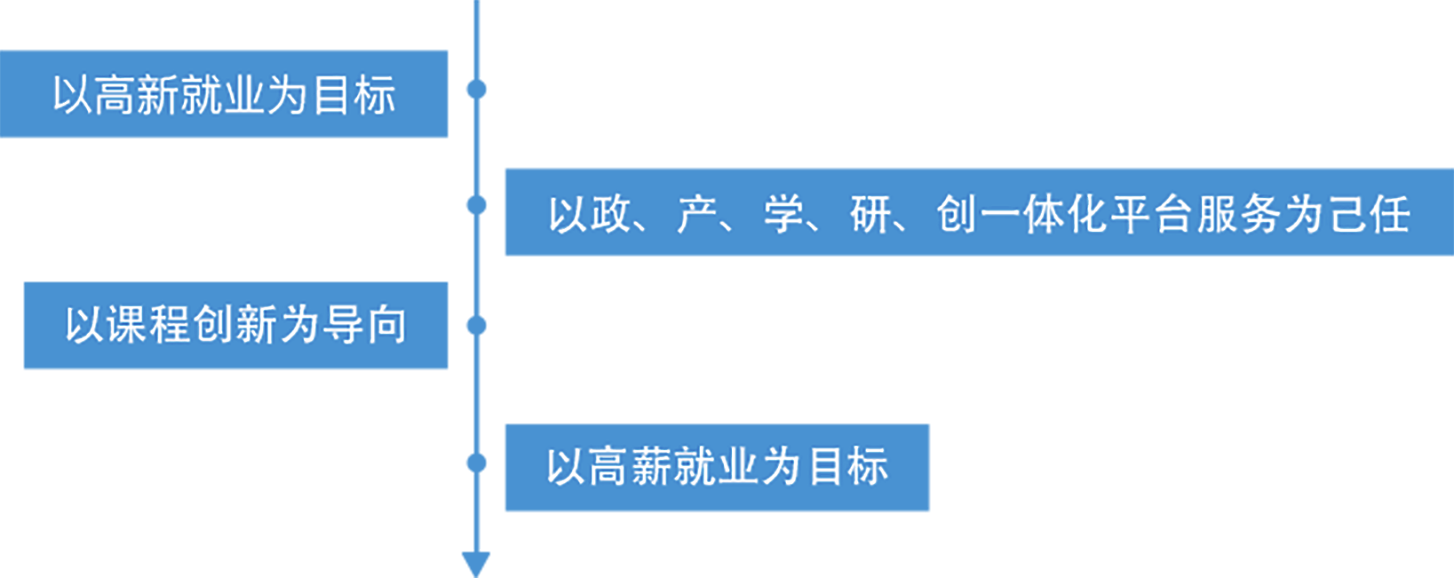 以高新就业为目标
以政、产、学、研、创一体化平台服务为己任
以课程创新为导向
以高薪就业为目标